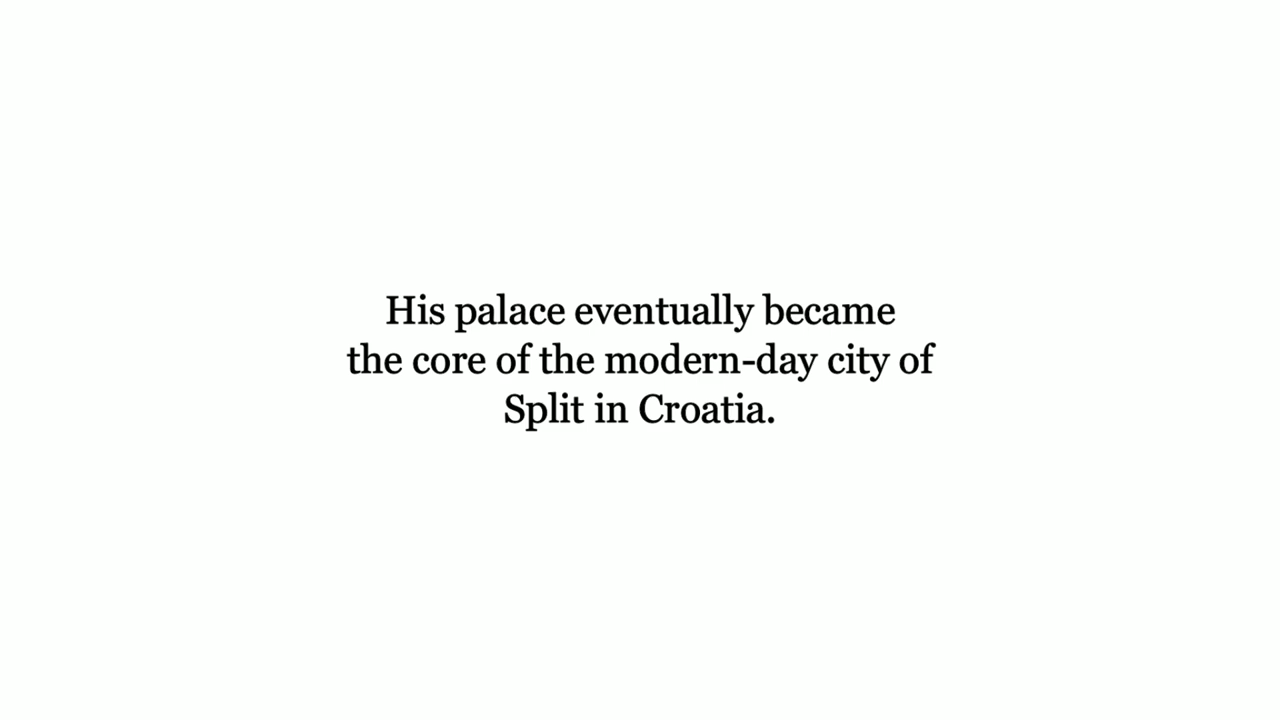 His palace eventually became
the core of the modern-day city of
Split in Croatia.